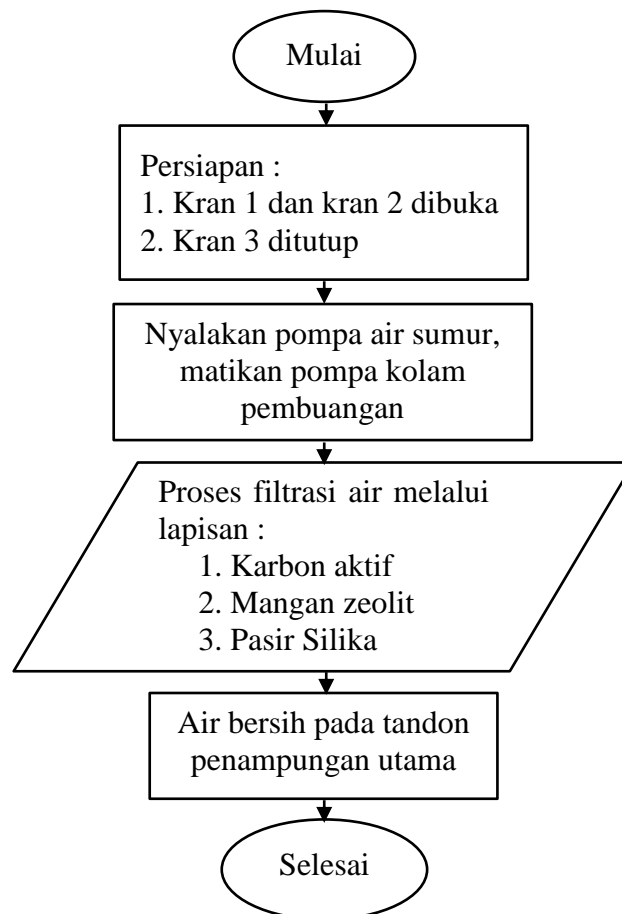 Mulai
Persiapan :
1. Kran 1 dan kran 2 dibuka
2. Kran 3 ditutup
Nyalakan pompa air sumur,
matikan pompa kolam
pembuangan
Proses filtrasi air melalui
lapisan :
1. Karbon aktif
2. Mangan zeolit
3. Pasir Silika
Air bersih pada tandon
penampungan utama
Selesai